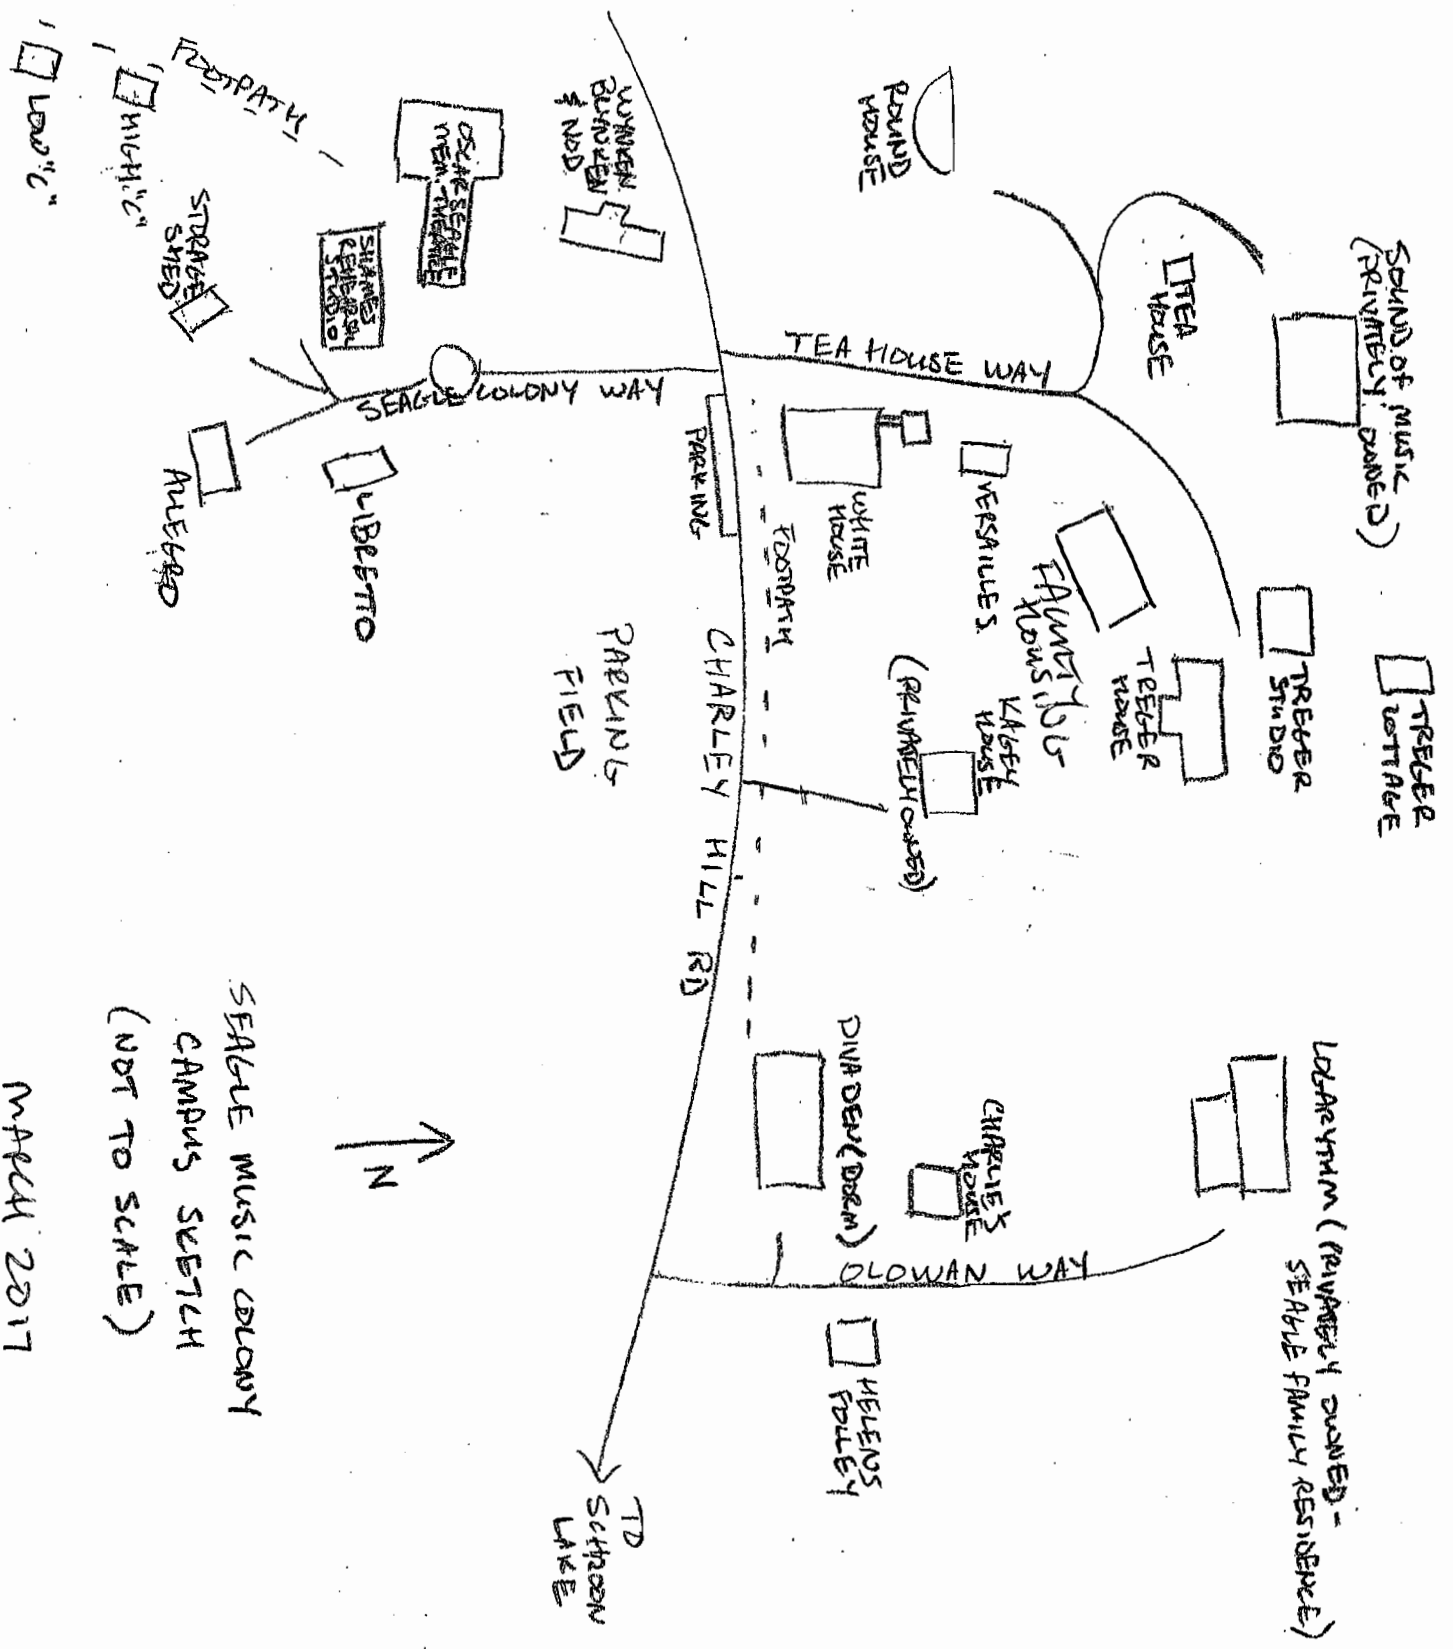 SOUND OF MUSIC
(PRIVATELY OWNED)
TREGER
COTTAGE
LOGARYTHM (PRIVATELY OWNED-
SEAGLE FAMILY RESIDENCE)
TEA
HOUSE
TREGER
STUDIO
TREGER
HOUSE
ROUND
HOUSE
FACULTY
HOUSING
VERSAILLES
KAGEY
HOUSE
(PRIVATELY OWNED)
CHARLIE'S
HOUSE
TEA HOUSE WAY
WHITE
HOUSE
DIVA DEN (DORM)
OLOWAN WAY
HELENS
FOLLEY
FOOTPATH
WYNKEN
BLYNKEN
& NOD
PARKING
CHARLEY HILL RD
TO
SCHROON
LAKE
PARKING
FIELD
OSCAR SEAGLE
MEM. THEATRE
SEAGLE COLONY WAY
SHAMES
REHEARSAL
STUDIO
LIBRETTO
FOOTPATH
STORAGE
SHED
ALLEGRO
HIGH "C"
LOW "C"
N
SEAGLE MUSIC COLONY
CAMPUS SKETCH
(NOT TO SCALE)
MARCH 2017